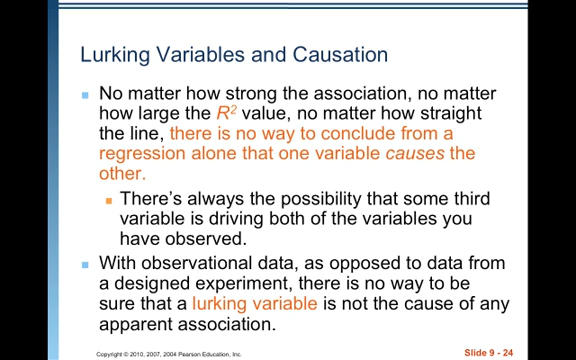 Lurking Variables and Causation
No matter how strong the association, no matter
how large the R² value, no matter how straight
the line, there is no way to conclude from a
regression alone that one variable causes the
other.
There's always the possibility that some third
variable is driving both of the variables you
have observed.
With observational data, as opposed to data from
a designed experiment, there is no way to be
sure that a lurking variable is not the cause of any
apparent association.
Copyright © 2010, 2007, 2004 Pearson Education, Inc.
Slide 9 - 24